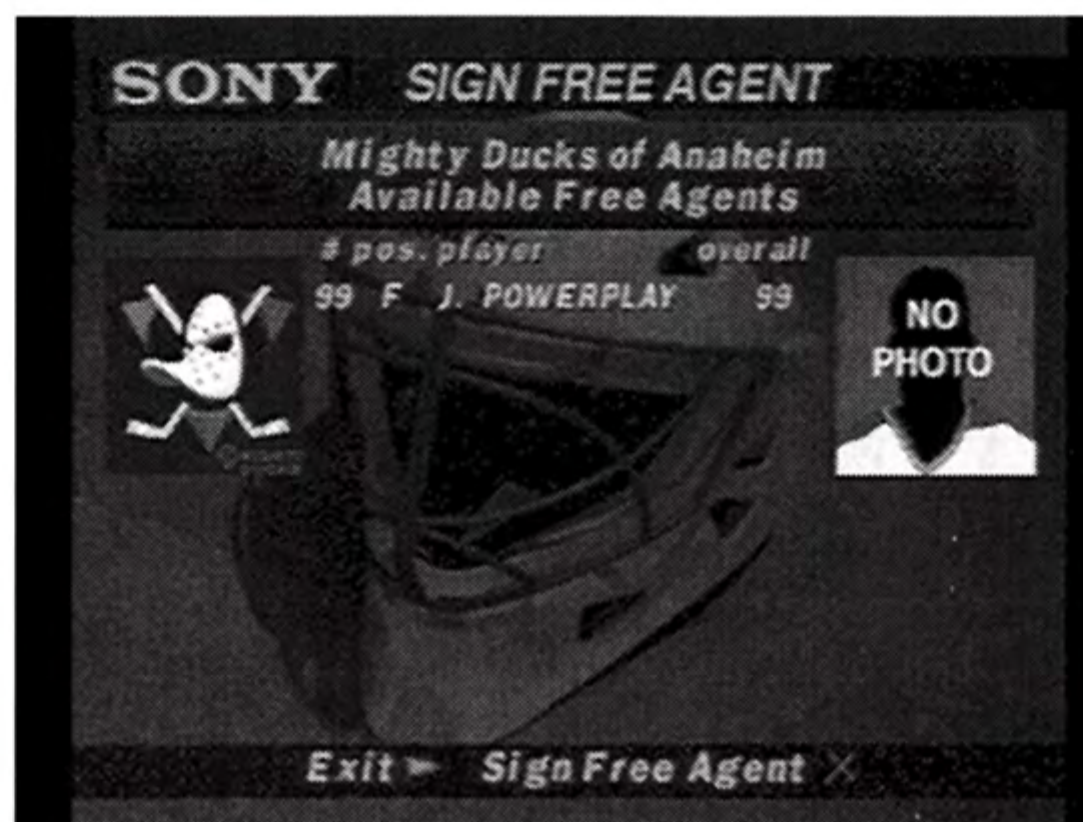 SONY SIGN FREE AGENT
Mighty Ducks of Anaheim
Available Free Agents
# pos. player overall
99 F J. POWERPLAY 99
NO
PHOTO
Exit Sign Free Agent X